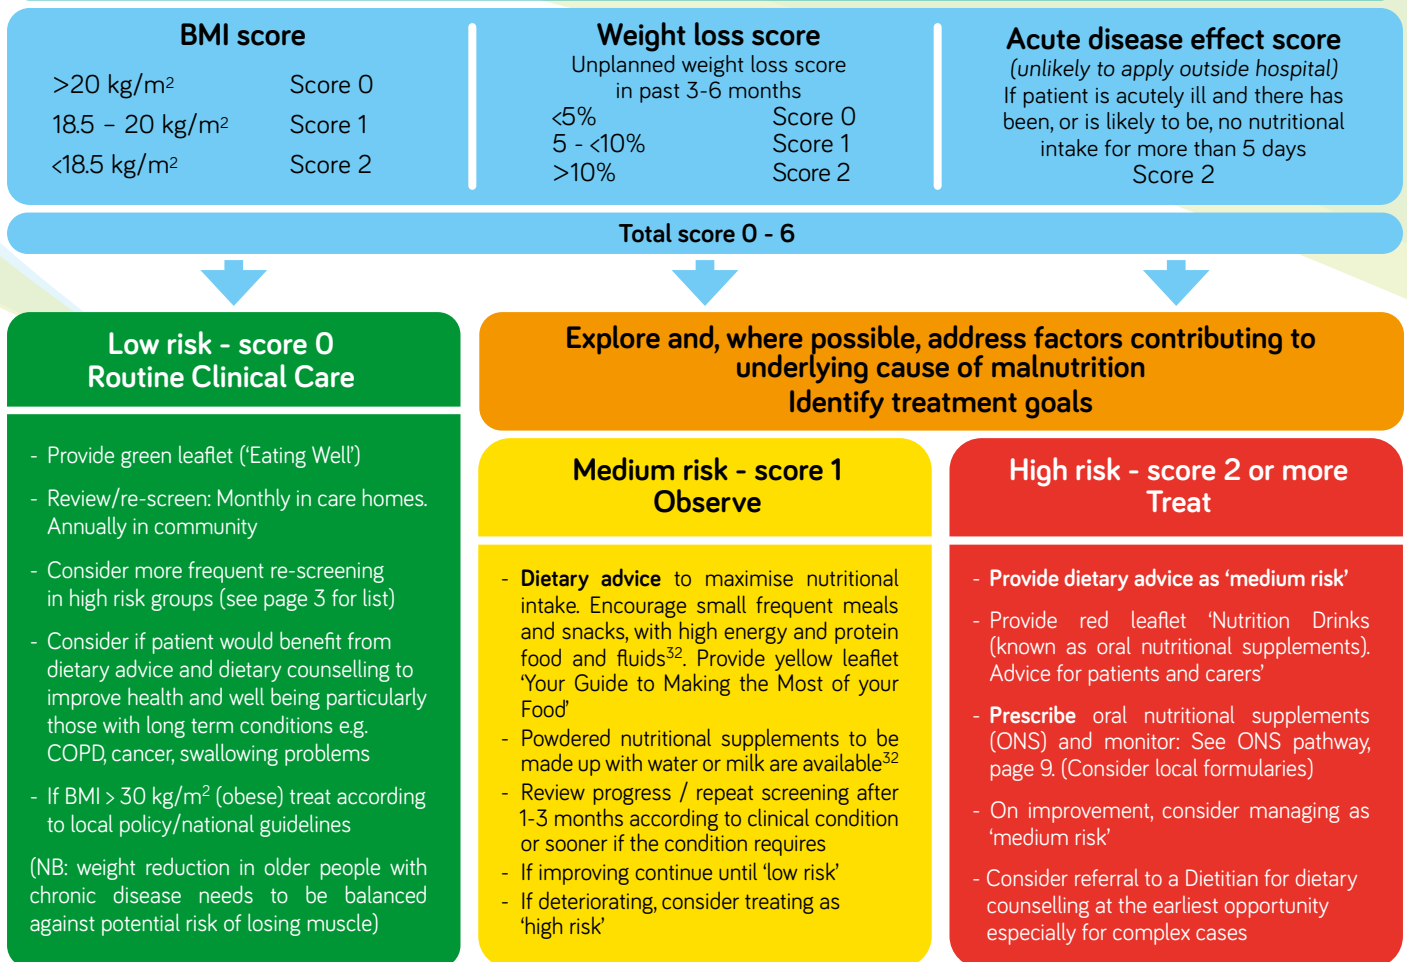 BMI score
>20 kg/m² Score 0
18.5 – 20 kg/m² Score 1
<18.5 kg/m² Score 2
Weight loss score
Unplanned weight loss score
in past 3-6 months
<5% Score 0
5 - <10% Score 1
>10% Score 2
Acute disease effect score
(unlikely to apply outside hospital)
If patient is acutely ill and there has
been, or is likely to be, no nutritional
intake for more than 5 days
Score 2
Total score 0 - 6
Low risk - score 0
Routine Clinical Care
- Provide green leaflet (‘Eating Well’)
- Review/re-screen: Monthly in care homes.
Annually in community
- Consider more frequent re-screening
in high risk groups (see page 3 for list)
- Consider if patient would benefit from
dietary advice and dietary counselling to
improve health and well being particularly
those with long term conditions e.g.
COPD, cancer, swallowing problems
- If BMI > 30 kg/m² (obese) treat according
to local policy/national guidelines
(NB: weight reduction in older people with
chronic disease needs to be balanced
against potential risk of losing muscle)
Explore and, where possible, address factors contributing to
underlying cause of malnutrition
Identify treatment goals
Medium risk - score 1
Observe
- Dietary advice to maximise nutritional
intake. Encourage small frequent meals
and snacks, with high energy and protein
food and fluids³². Provide yellow leaflet
‘Your Guide to Making the Most of your
Food’
- Powdered nutritional supplements to be
made up with water or milk are available³²
- Review progress / repeat screening after
1-3 months according to clinical condition
or sooner if the condition requires
- If improving continue until ‘low risk’
- If deteriorating, consider treating as
‘high risk’
High risk - score 2 or more
Treat
- Provide dietary advice as ‘medium risk’
- Provide red leaflet ‘Nutrition Drinks
(known as oral nutritional supplements).
Advice for patients and carers’
- Prescribe oral nutritional supplements
(ONS) and monitor: See ONS pathway,
page 9. (Consider local formularies)
- On improvement, consider managing as
‘medium risk’
- Consider referral to a Dietitian for dietary
counselling at the earliest opportunity
especially for complex cases